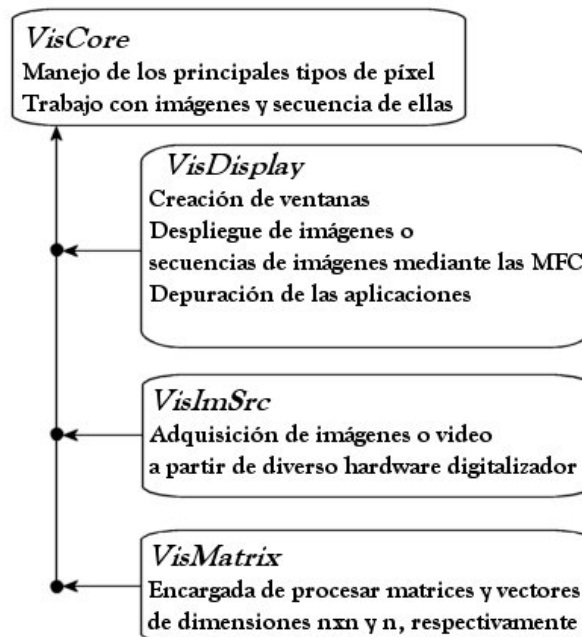 VisCore
Manejo de los principales tipos de píxel
Trabajo con imágenes y secuencia de ellas
VisDisplay
Creación de ventanas
Despliegue de imágenes o
secuencias de imágenes mediante las MFC
Depuración de las aplicaciones
VisImSrc
Adquisición de imágenes o video
a partir de diverso hardware digitalizador
VisMatrix
Encargada de procesar matrices y vectores
de dimensiones nxn y n, respectivamente